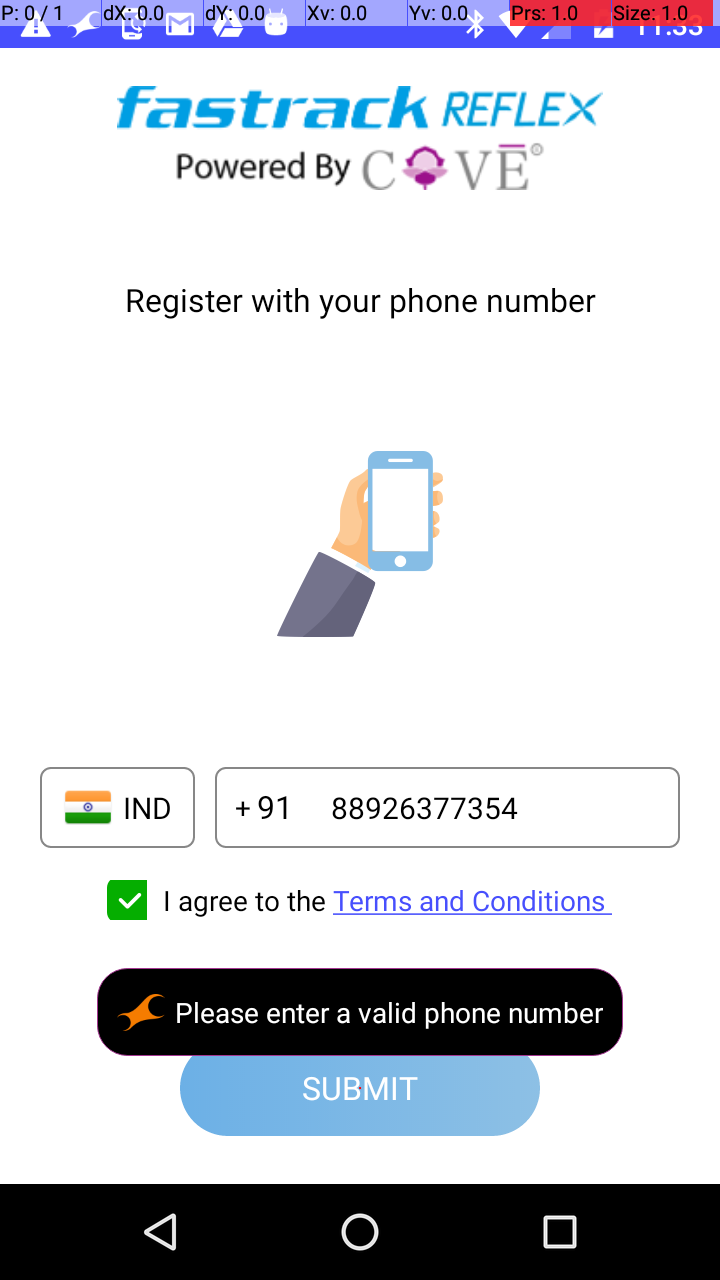 P: 0 / 1 dX: 0.0 dY: 0.0 Xv: 0.0 Yv: 0.0 Prs: 1.0 Size: 1.0
11:33
fastrack REFLEX
Powered By COVE®
Register with your phone number
IND + 91 88926377354
I agree to the Terms and Conditions
Please enter a valid phone number
SUBMIT